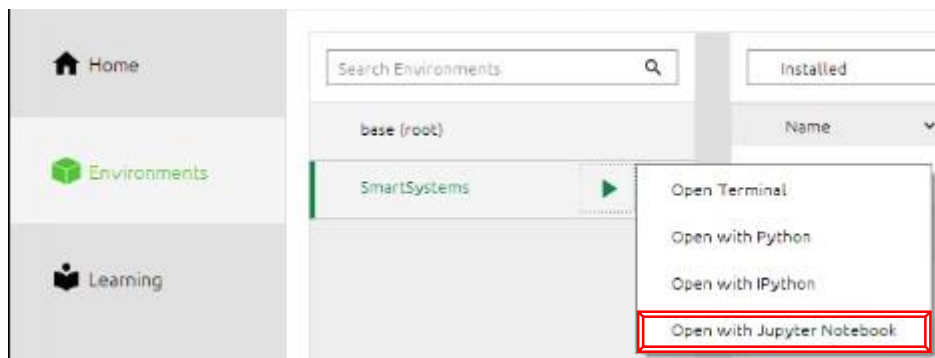 Home
Environments
Learning
Search Environments
base (root)
SmartSystems
Installed
Name
Open Terminal
Open with Python
Open with IPython
Open with Jupyter Notebook